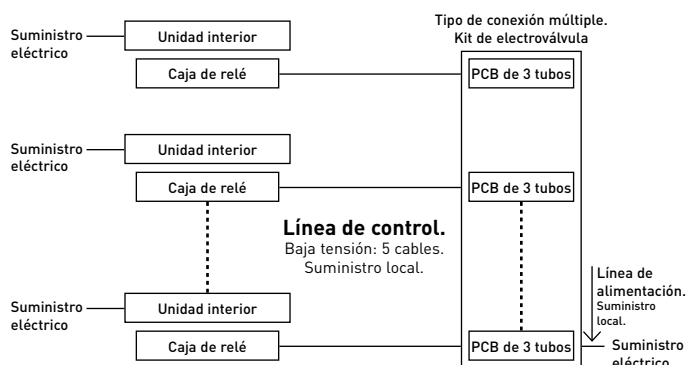 Tipo de conexión múltiple.
Kit de electroválvula
Suministro
eléctrico
Unidad interior
Caja de relé
PCB de 3 tubos
Suministro
eléctrico
Unidad interior
Caja de relé
PCB de 3 tubos
Línea de control.
Baja tensión: 5 cables.
Suministro local.
Línea de
alimentación.
Suministro
local.
Suministro
eléctrico
Unidad interior
Caja de relé
PCB de 3 tubos
Suministro
eléctrico